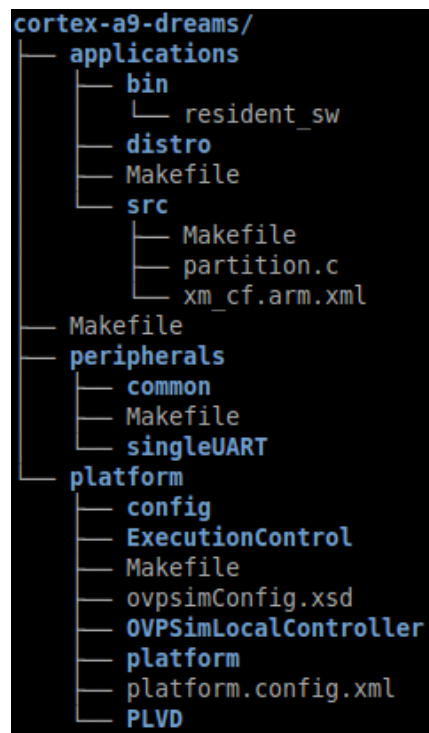 cortex-a9-dreams/
├── applications
│   ├── bin
│   │   └── resident_sw
│   ├── distro
│   ├── Makefile
│   └── src
│       ├── Makefile
│       ├── partition.c
│       └── xm_cf.arm.xml
├── Makefile
├── peripherals
│   ├── common
│   ├── Makefile
│   └── singleUART
└── platform
    ├── config
    ├── ExecutionControl
    ├── Makefile
    ├── ovpsimConfig.xsd
    ├── OVPSimLocalController
    ├── platform
    ├── platform.config.xml
    └── PLVD